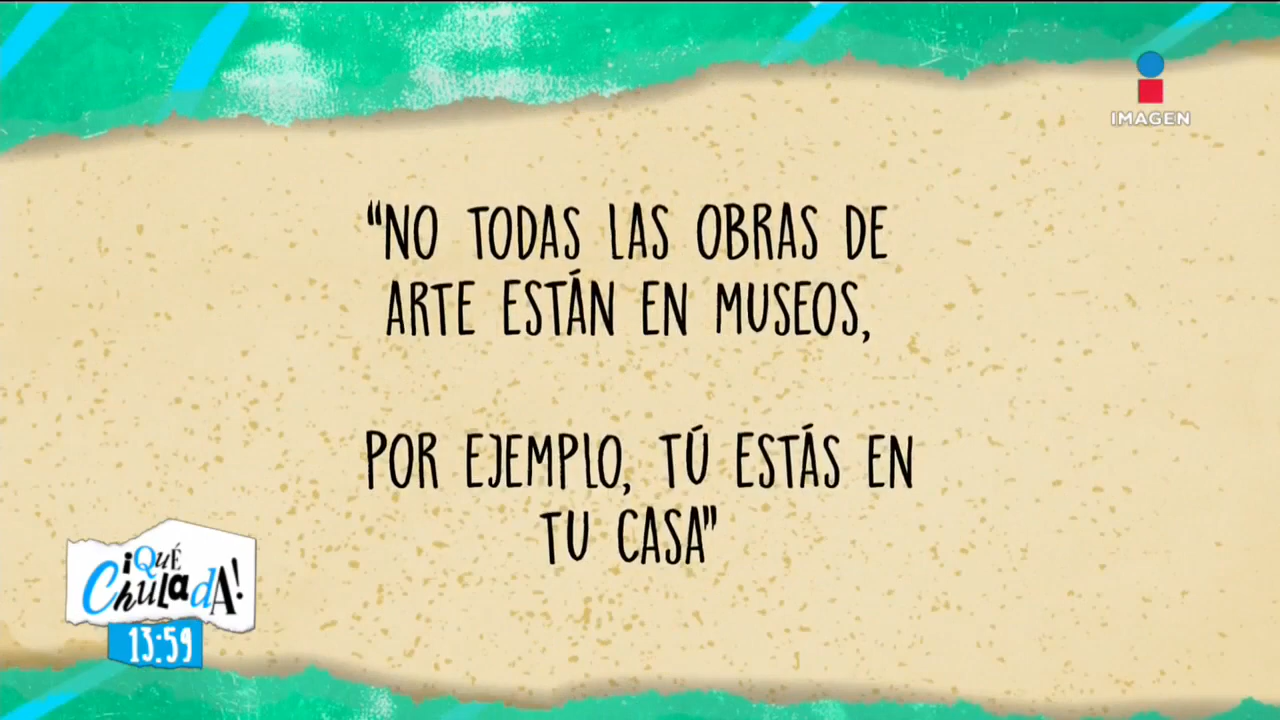 IMAGEN
“NO TODAS LAS OBRAS DE
ARTE ESTÁN EN MUSEOS,
POR EJEMPLO, TÚ ESTÁS EN
TU CASA”
¡QUÉ
CHULADA!
13:59